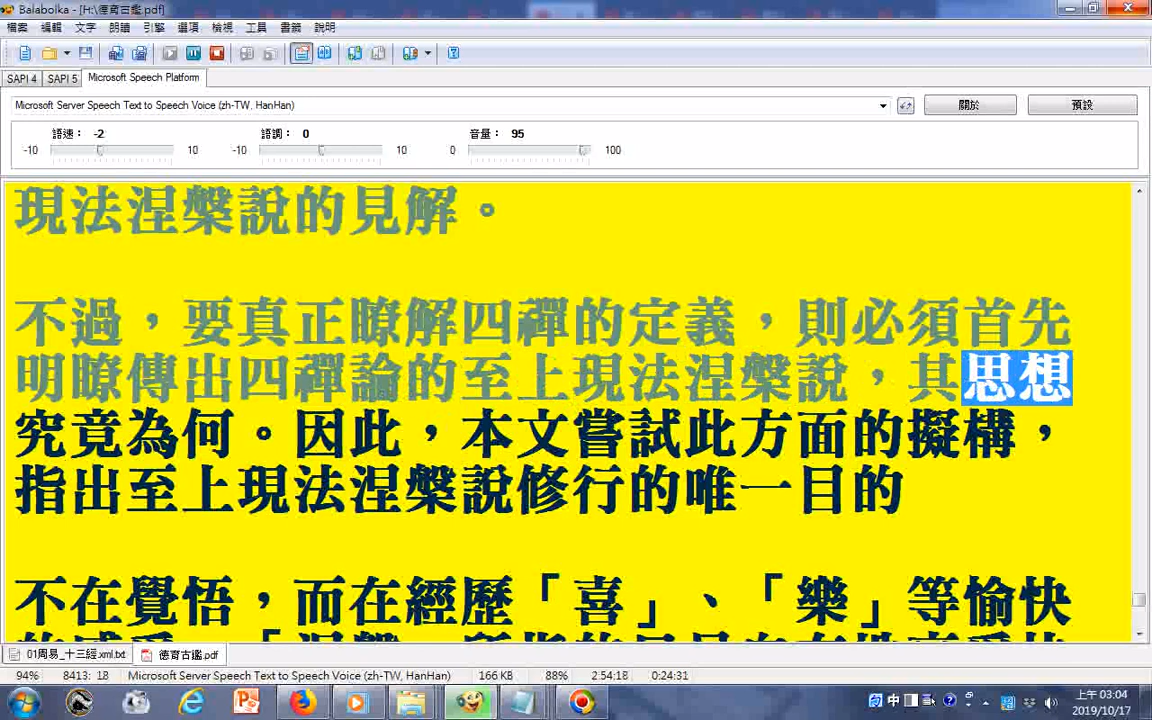 Balabolka - [H:\德育古鑑.pdf]
檔案 編輯 文字 朗讀 引擎 選項 檢視 工具 書籤 說明
SAPI 4 SAPI 5 Microsoft Speech Platform
Microsoft Server Speech Text to Speech Voice (zh-TW, HanHan) 關於 預設
語速： -2 語調： 0 音量： 95
-10 10 -10 10 0 100
現法涅槃說的見解。
不過，要真正瞭解四禪的定義，則必須首先
明瞭傳出四禪論的至上現法涅槃說，其思想
究竟為何。因此，本文嘗試此方面的擬構，
指出至上現法涅槃說修行的唯一目的
不在覺悟，而在經歷「喜」、「樂」等愉快
01周易_十三經.xml.txt 德育古鑑.pdf
94% 8413: 18 Microsoft Server Speech Text to Speech Voice (zh-TW, HanHan) 166 KB 88% 2:54:18 0:24:31
中 上午 03:04
2019/10/17